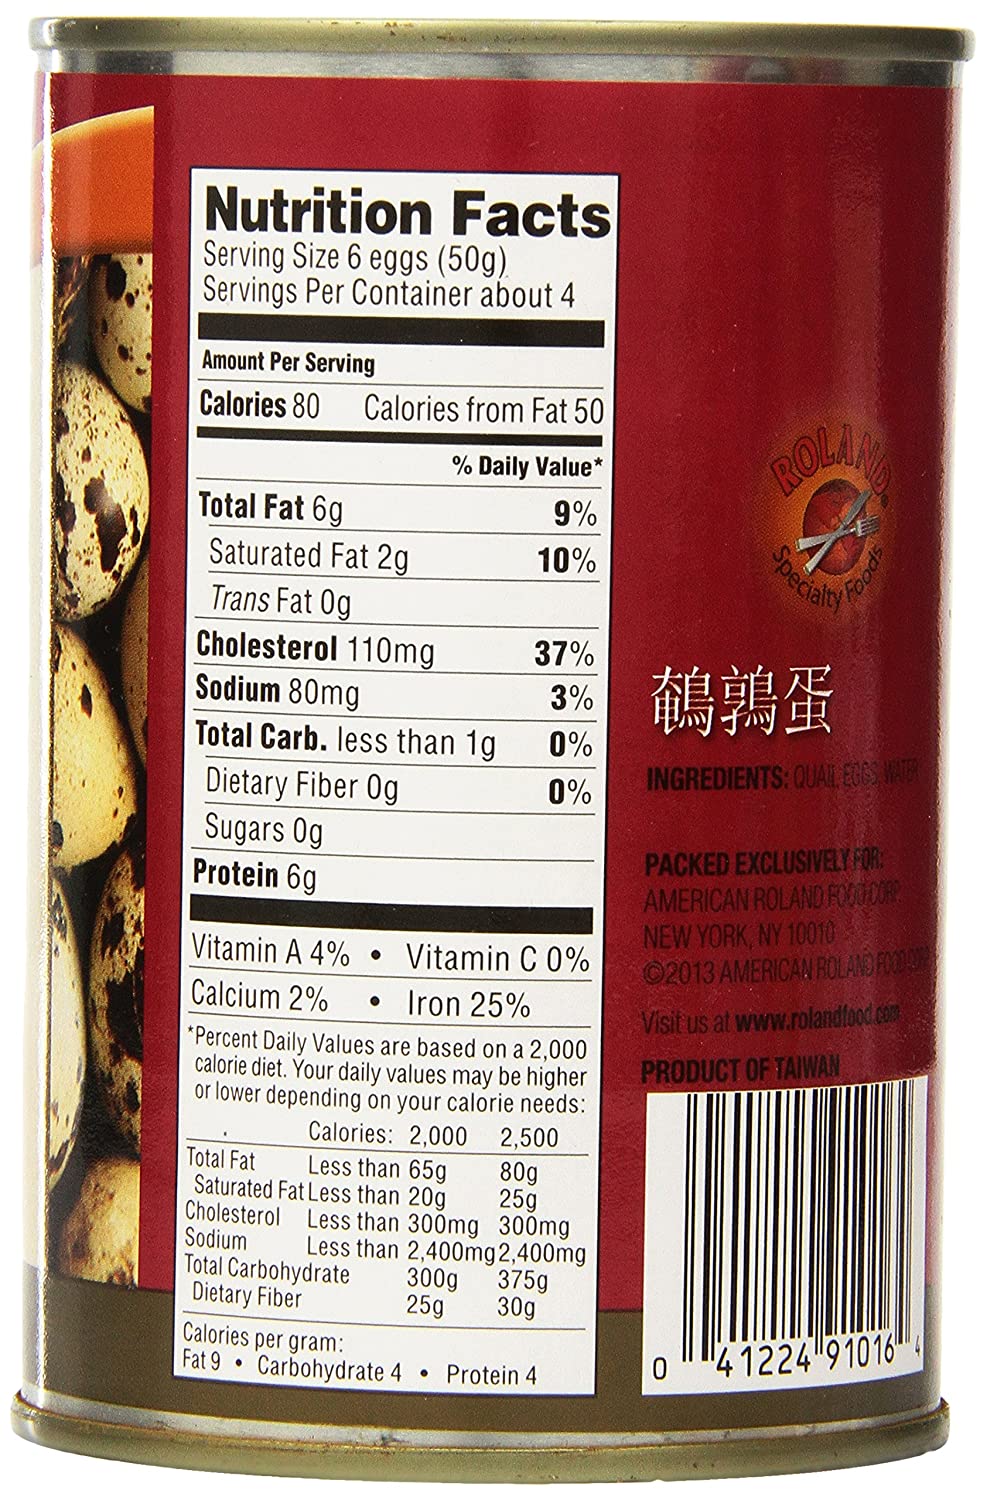 Nutrition Facts
Serving Size 6 eggs (50g)
Servings Per Container about 4
Amount Per Serving
Calories 80 Calories from Fat 50
% Daily Value*
Total Fat 6g 9%
Saturated Fat 2g 10%
Trans Fat 0g
Cholesterol 110mg 37%
Sodium 80mg 3%
Total Carb. less than 1g 0%
Dietary Fiber 0g 0%
Sugars 0g
Protein 6g
Vitamin A 4% • Vitamin C 0%
Calcium 2% • Iron 25%
*Percent Daily Values are based on a 2,000
calorie diet. Your daily values may be higher
or lower depending on your calorie needs:
Calories: 2,000 2,500
Total Fat Less than 65g 80g
Saturated Fat Less than 20g 25g
Cholesterol Less than 300mg 300mg
Sodium Less than 2,400mg 2,400mg
Total Carbohydrate 300g 375g
Dietary Fiber 25g 30g
Calories per gram:
Fat 9 • Carbohydrate 4 • Protein 4
ROLAND®
Specialty Foods
鵪鶉蛋
INGREDIENTS: QUAIL EGGS, WATER
PACKED EXCLUSIVELY FOR:
AMERICAN ROLAND FOOD CORP.
NEW YORK, NY 10010
©2013 AMERICAN ROLAND FOOD CORP.
Visit us at www.rolandfood.com
PRODUCT OF TAIWAN
0 41224 91016 4